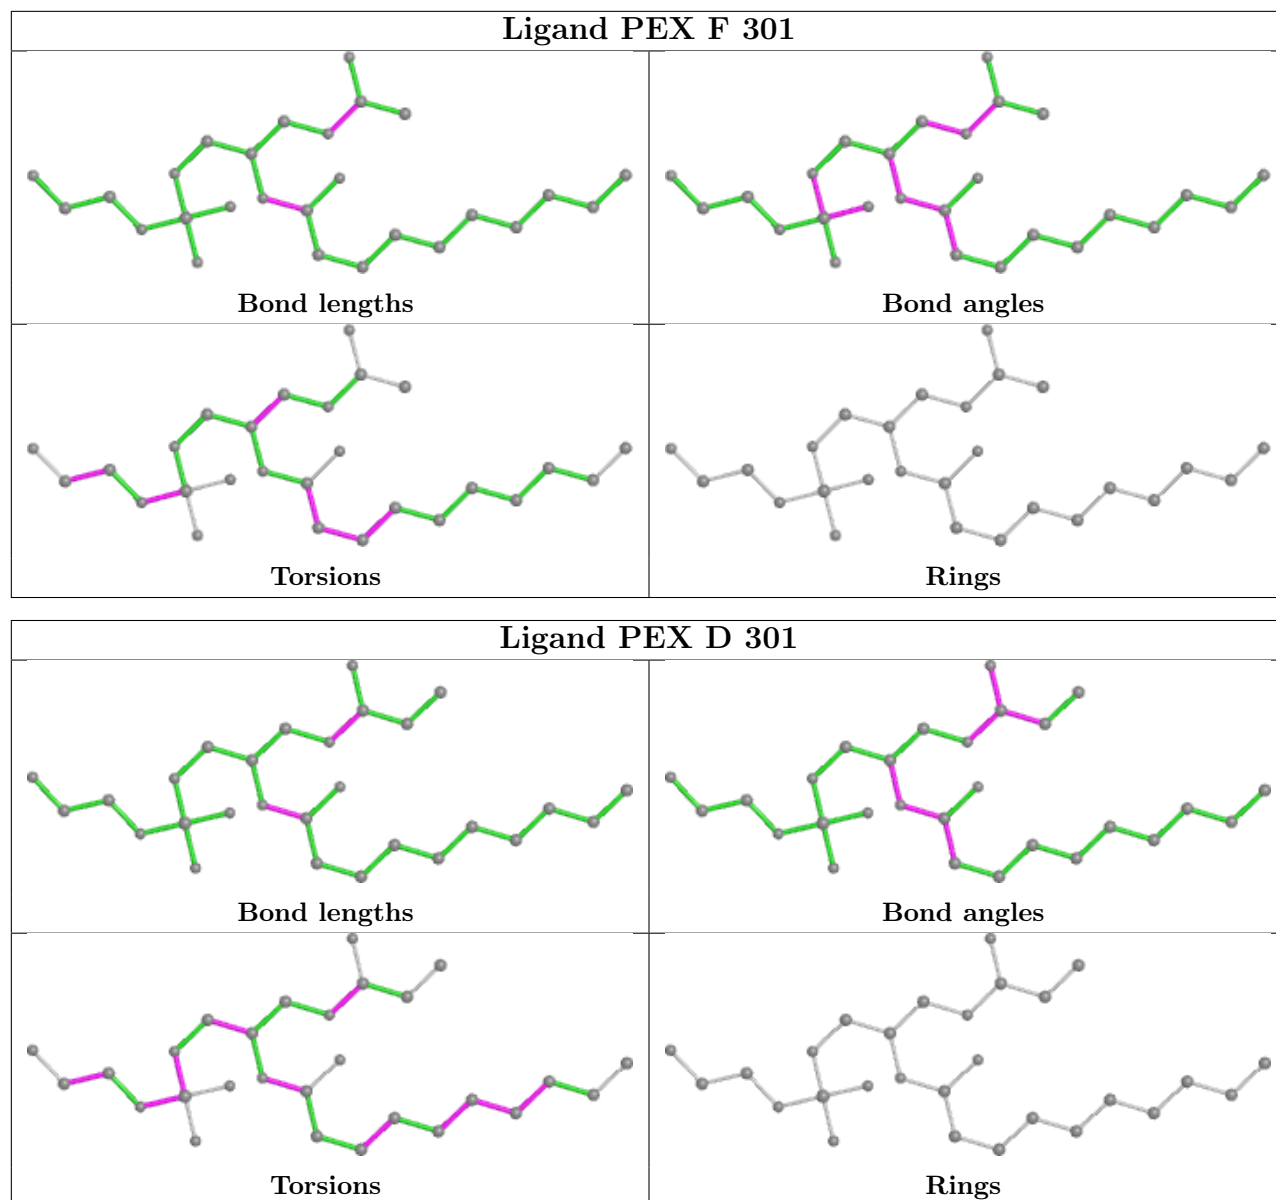 Ligand PEX F 301
Bond lengths
Bond angles
Torsions
Rings
Ligand PEX D 301
Bond lengths
Bond angles
Torsions
Rings